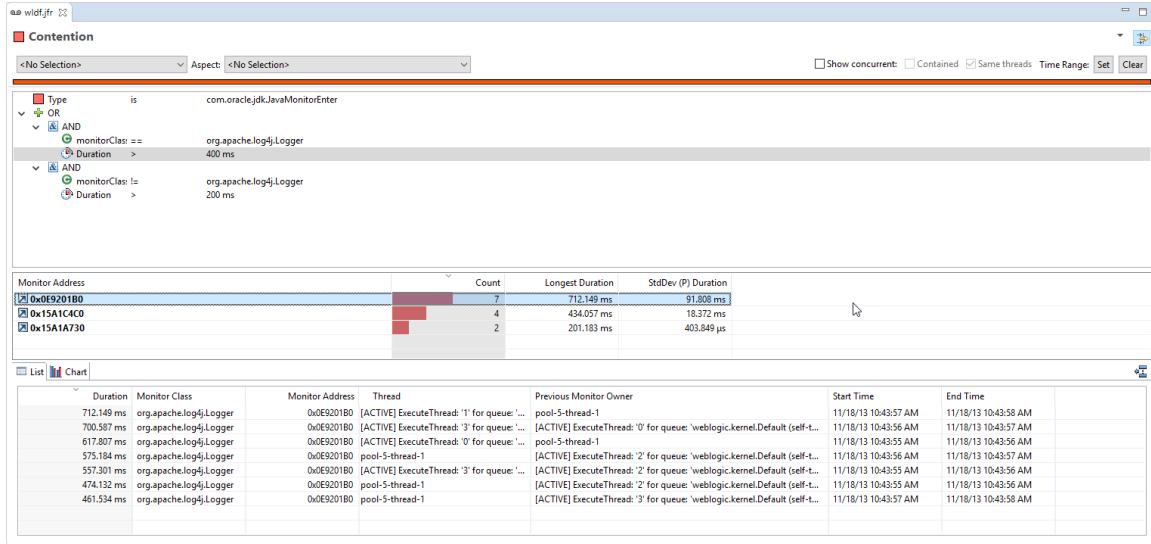 wldf.jfr
Contention
<No Selection> Aspect: <No Selection> Show concurrent: Contained Same threads Time Range: Set Clear
Type is com.oracle.jdk.JavaMonitorEnter
OR
AND
monitorClas: == org.apache.log4j.Logger
Duration > 400 ms
AND
monitorClas: != org.apache.log4j.Logger
Duration > 200 ms
Monitor Address Count Longest Duration StdDev (P) Duration
0x0E9201B0 7 712.149 ms 91.808 ms
0x15A1C4C0 4 434.057 ms 18.372 ms
0x15A1A730 2 201.183 ms 403.849 µs
List Chart
Duration Monitor Class Monitor Address Thread Previous Monitor Owner Start Time End Time
712.149 ms org.apache.log4j.Logger 0x0E9201B0 [ACTIVE] ExecuteThread: '1' for queue: '... pool-5-thread-1 11/18/13 10:43:57 AM 11/18/13 10:43:58 AM
700.587 ms org.apache.log4j.Logger 0x0E9201B0 [ACTIVE] ExecuteThread: '3' for queue: '... [ACTIVE] ExecuteThread: '0' for queue: 'weblogic.kernel.Default (self-t... 11/18/13 10:43:56 AM 11/18/13 10:43:57 AM
617.807 ms org.apache.log4j.Logger 0x0E9201B0 [ACTIVE] ExecuteThread: '0' for queue: '... pool-5-thread-1 11/18/13 10:43:55 AM 11/18/13 10:43:56 AM
575.184 ms org.apache.log4j.Logger 0x0E9201B0 pool-5-thread-1 [ACTIVE] ExecuteThread: '2' for queue: 'weblogic.kernel.Default (self-t... 11/18/13 10:43:56 AM 11/18/13 10:43:56 AM
557.301 ms org.apache.log4j.Logger 0x0E9201B0 [ACTIVE] ExecuteThread: '3' for queue: '... [ACTIVE] ExecuteThread: '2' for queue: 'weblogic.kernel.Default (self-t... 11/18/13 10:43:55 AM 11/18/13 10:43:56 AM
474.132 ms org.apache.log4j.Logger 0x0E9201B0 pool-5-thread-1 [ACTIVE] ExecuteThread: '2' for queue: 'weblogic.kernel.Default (self-t... 11/18/13 10:43:55 AM 11/18/13 10:43:56 AM
461.534 ms org.apache.log4j.Logger 0x0E9201B0 pool-5-thread-1 [ACTIVE] ExecuteThread: '3' for queue: 'weblogic.kernel.Default (self-t... 11/18/13 10:43:57 AM 11/18/13 10:43:58 AM